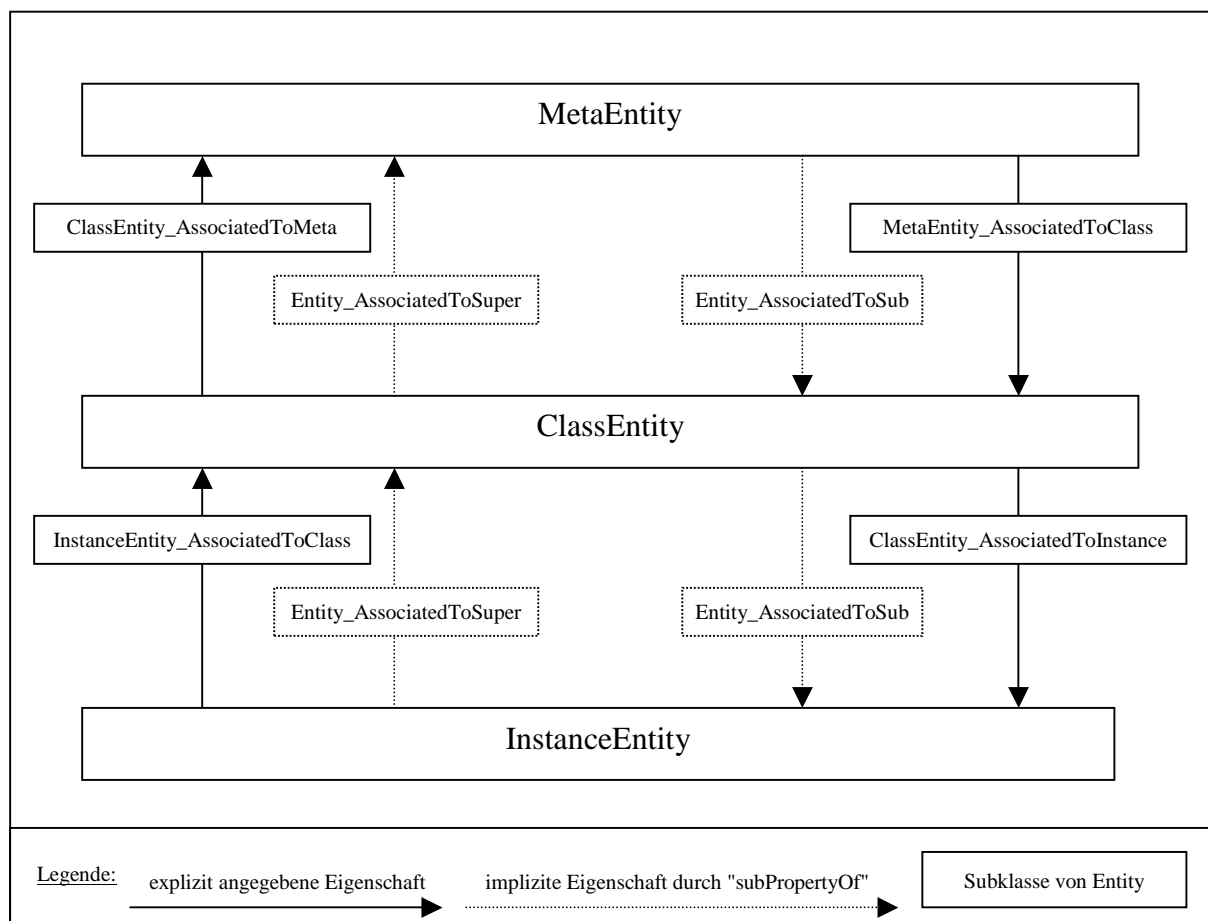 MetaEntity
ClassEntity_AssociatedToMeta
MetaEntity_AssociatedToClass
Entity_AssociatedToSuper
Entity_AssociatedToSub
ClassEntity
InstanceEntity_AssociatedToClass
ClassEntity_AssociatedToInstance
Entity_AssociatedToSuper
Entity_AssociatedToSub
InstanceEntity
Legende:
explizit angegebene Eigenschaft
implizite Eigenschaft durch "subPropertyOf"
Subklasse von Entity